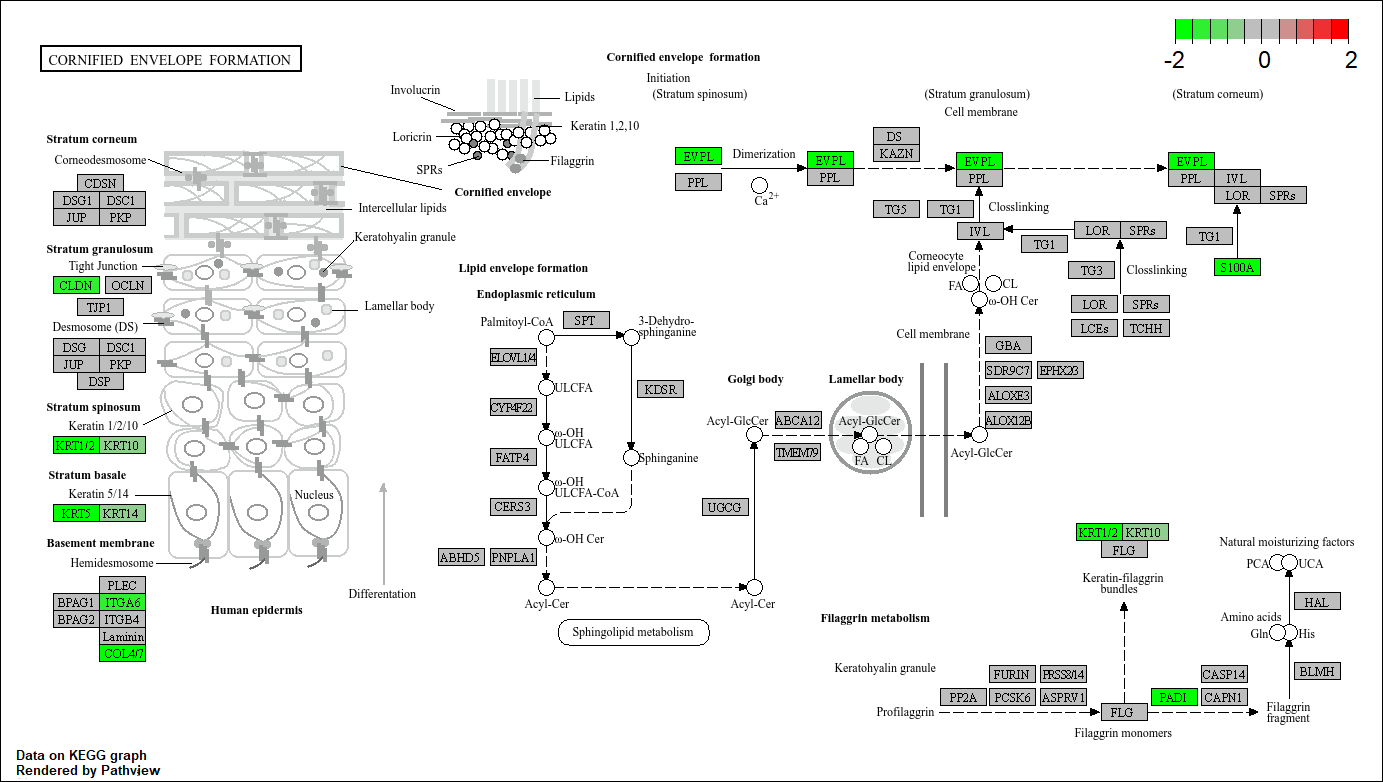 CORNIFIED ENVELOPE FORMATION
-2
0
2
Cornified envelope formation
Initiation
(Stratum spinosum)
(Stratum granulosum)
Cell membrane
(Stratum corneum)
Involucrin
Lipids
Loricrin
Keratin 1,2,10
SPRs
Filaggrin
Cornified envelope
Intercellular lipids
Keratohyalin granule
Lamellar body
Stratum corneum
Corneodesmosome
CDSN
DSG1 DSC1
JUP PKP
Stratum granulosum
Tight Junction
CLDN OCLN
TJP1
Desmosome (DS)
DSG DSC1
JUP PKP
DSP
Stratum spinosum
Keratin 1/2/10
KRT1/2 KRT10
Stratum basale
Keratin 5/14
KRT5 KRT14
Nucleus
Basement membrane
Hemidesmosome
PLEC
BPAG1 ITGA6
BPAG2 ITGB4
Laminin
COL4/7
Human epidermis
Differentiation
EVPL
PPL
Dimerization
Ca2+
EVPL
PPL
DS
KAZN
EVPL
PPL
EVPL
PPL IVL
LOR SPRs
TG5 TG1
Closslinking
IVL
TG1
LOR SPRs
TG3
Closslinking
LOR SPRs
LCEs TCHH
TG1
S100A
Corneocyte
lipid envelope
FA
CL
ω-OH Cer
Cell membrane
GBA
SDR9C7 EPHX2/3
ALOXE3
ALOX12B
Acyl-GlcCer
Lipid envelope formation
Endoplasmic reticulum
Palmitoyl-CoA
SPT
3-Dehydro-
sphinganine
ELOVL1/4
ULCFA
KDSR
CYP4F22
ω-OH
ULCFA
FATP4
Sphinganine
ω-OH
ULCFA-CoA
CERS3
ω-OH Cer
ABHD5 PNPLA1
Acyl-Cer
Acyl-Cer
UGCG
Sphingolipid metabolism
Golgi body
Lamellar body
Acyl-GlcCer
ABCA12
TMEM79
Acyl-GlcCer
FA CL
Filaggrin metabolism
Keratohyalin granule
Profilaggrin
FURIN PRSS8/14
PP2A PCSK6 ASPRV1
FLG
Filaggrin monomers
KRT1/2 KRT10
FLG
Keratin-filaggrin
bundles
PADI
CASP14
CAPN1
Filaggrin
fragment
BLMH
Amino acids
Gln His
HAL
Natural moisturizing factors
PCA UCA
Data on KEGG graph
Rendered by Pathview